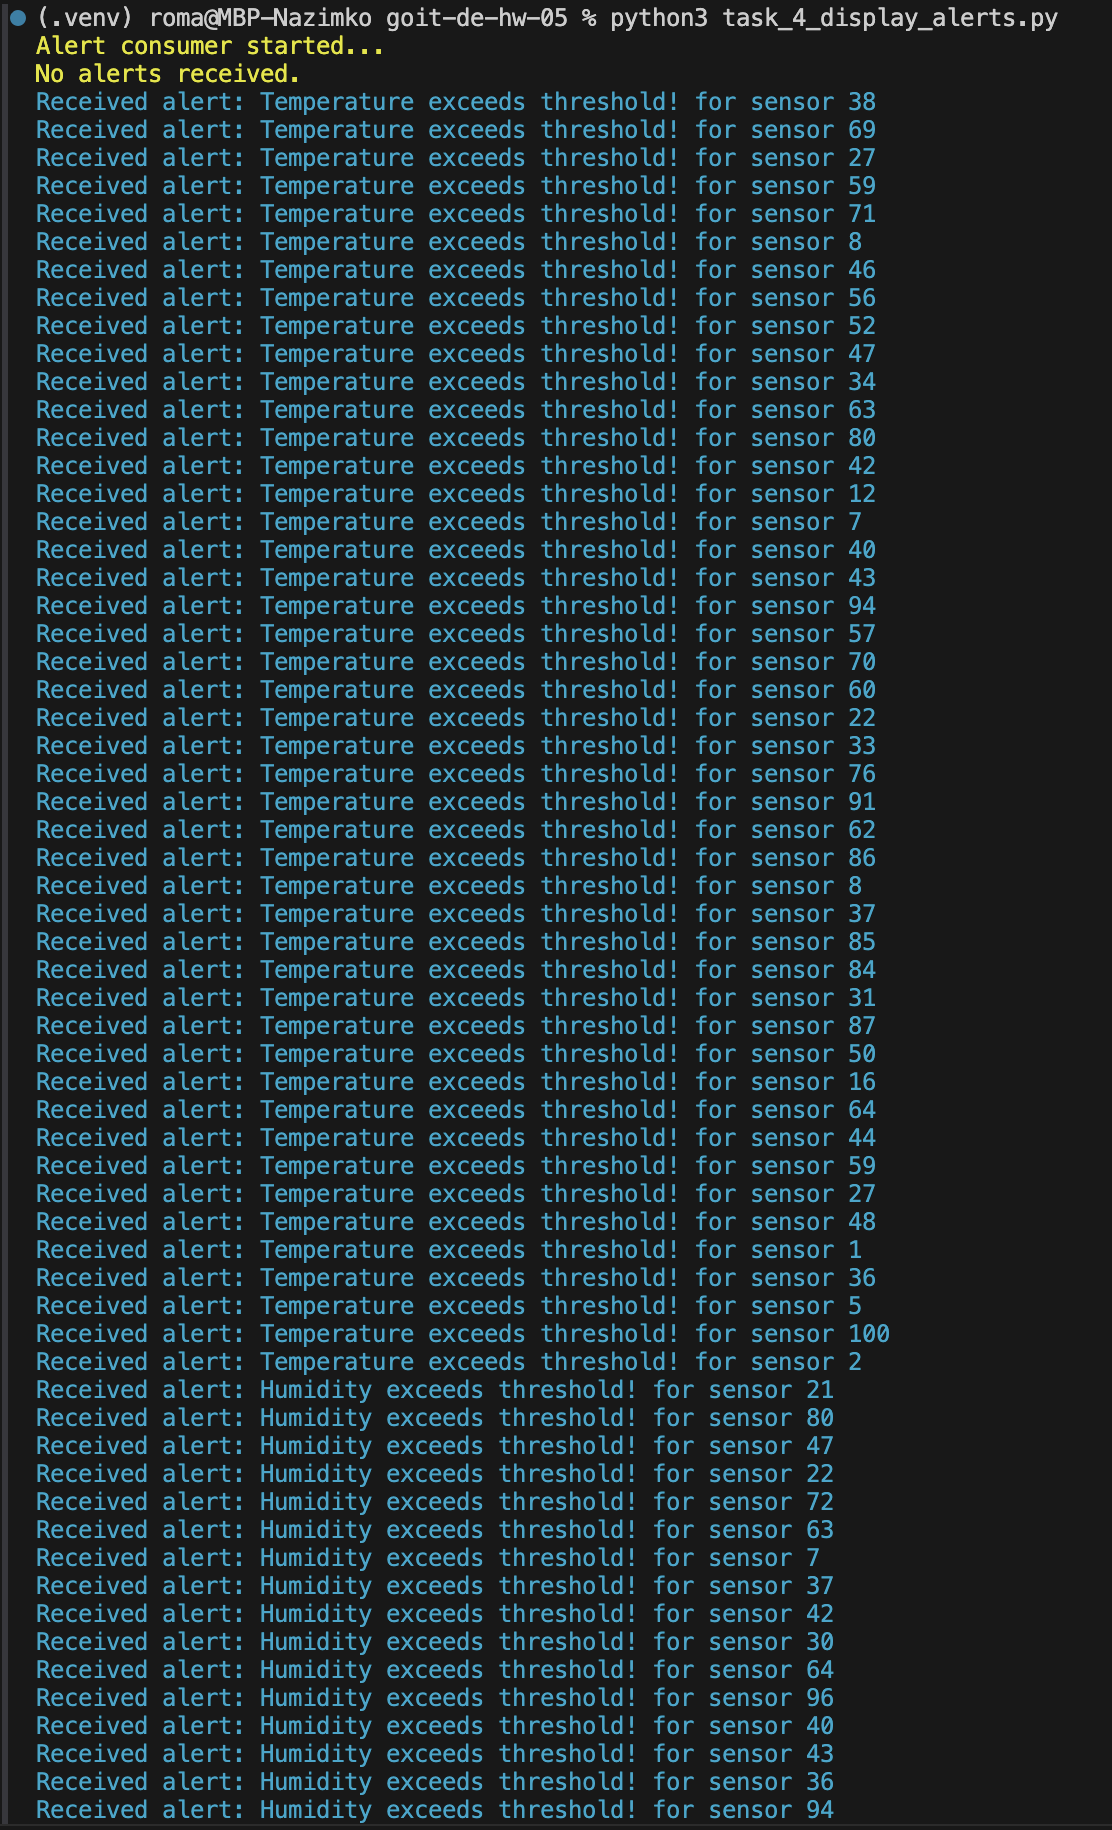 (.venv) roma@MBP-Nazimko goit-de-hw-05 % python3 task_4_display_alerts.py
Alert consumer started...
No alerts received.
Received alert: Temperature exceeds threshold! for sensor 38
Received alert: Temperature exceeds threshold! for sensor 69
Received alert: Temperature exceeds threshold! for sensor 27
Received alert: Temperature exceeds threshold! for sensor 59
Received alert: Temperature exceeds threshold! for sensor 71
Received alert: Temperature exceeds threshold! for sensor 8
Received alert: Temperature exceeds threshold! for sensor 46
Received alert: Temperature exceeds threshold! for sensor 56
Received alert: Temperature exceeds threshold! for sensor 52
Received alert: Temperature exceeds threshold! for sensor 47
Received alert: Temperature exceeds threshold! for sensor 34
Received alert: Temperature exceeds threshold! for sensor 63
Received alert: Temperature exceeds threshold! for sensor 80
Received alert: Temperature exceeds threshold! for sensor 42
Received alert: Temperature exceeds threshold! for sensor 12
Received alert: Temperature exceeds threshold! for sensor 7
Received alert: Temperature exceeds threshold! for sensor 40
Received alert: Temperature exceeds threshold! for sensor 43
Received alert: Temperature exceeds threshold! for sensor 94
Received alert: Temperature exceeds threshold! for sensor 57
Received alert: Temperature exceeds threshold! for sensor 70
Received alert: Temperature exceeds threshold! for sensor 60
Received alert: Temperature exceeds threshold! for sensor 22
Received alert: Temperature exceeds threshold! for sensor 33
Received alert: Temperature exceeds threshold! for sensor 76
Received alert: Temperature exceeds threshold! for sensor 91
Received alert: Temperature exceeds threshold! for sensor 62
Received alert: Temperature exceeds threshold! for sensor 86
Received alert: Temperature exceeds threshold! for sensor 8
Received alert: Temperature exceeds threshold! for sensor 37
Received alert: Temperature exceeds threshold! for sensor 85
Received alert: Temperature exceeds threshold! for sensor 84
Received alert: Temperature exceeds threshold! for sensor 31
Received alert: Temperature exceeds threshold! for sensor 87
Received alert: Temperature exceeds threshold! for sensor 50
Received alert: Temperature exceeds threshold! for sensor 16
Received alert: Temperature exceeds threshold! for sensor 64
Received alert: Temperature exceeds threshold! for sensor 44
Received alert: Temperature exceeds threshold! for sensor 59
Received alert: Temperature exceeds threshold! for sensor 27
Received alert: Temperature exceeds threshold! for sensor 48
Received alert: Temperature exceeds threshold! for sensor 1
Received alert: Temperature exceeds threshold! for sensor 36
Received alert: Temperature exceeds threshold! for sensor 5
Received alert: Temperature exceeds threshold! for sensor 100
Received alert: Temperature exceeds threshold! for sensor 2
Received alert: Humidity exceeds threshold! for sensor 21
Received alert: Humidity exceeds threshold! for sensor 80
Received alert: Humidity exceeds threshold! for sensor 47
Received alert: Humidity exceeds threshold! for sensor 22
Received alert: Humidity exceeds threshold! for sensor 72
Received alert: Humidity exceeds threshold! for sensor 63
Received alert: Humidity exceeds threshold! for sensor 7
Received alert: Humidity exceeds threshold! for sensor 37
Received alert: Humidity exceeds threshold! for sensor 42
Received alert: Humidity exceeds threshold! for sensor 30
Received alert: Humidity exceeds threshold! for sensor 64
Received alert: Humidity exceeds threshold! for sensor 96
Received alert: Humidity exceeds threshold! for sensor 40
Received alert: Humidity exceeds threshold! for sensor 43
Received alert: Humidity exceeds threshold! for sensor 36
Received alert: Humidity exceeds threshold! for sensor 94